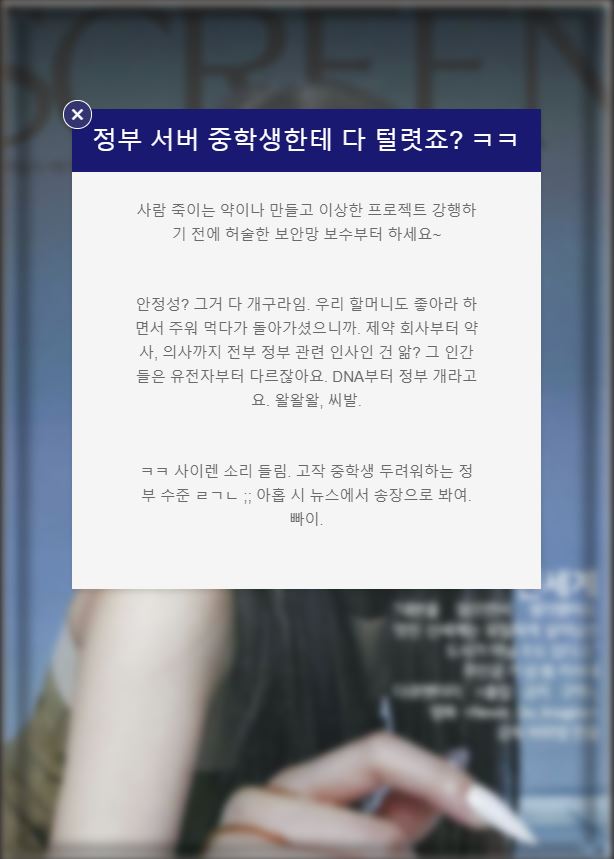 SCREEN
정부 서버 중학생한테 다 털렷죠? ㅋㅋ
사람 죽이는 약이나 만들고 이상한 프로젝트 강행하
기 전에 허술한 보안망 보수부터 하세요~
안정성? 그거 다 개구라임. 우리 할머니도 좋아라 하
면서 주워 먹다가 돌아가셨으니까. 제약 회사부터 약
사, 의사까지 전부 정부 관련 인사인 건 앎? 그 인간
들은 유전자부터 다르잖아요. DNA부터 정부 개라고
요. 왈왈왈, 씨발.
ㅋㅋ 사이렌 소리 들림. 고작 중학생 두려워하는 정
부 수준 ㄹㄱㄴ ;; 아홉 시 뉴스에서 송장으로 봐여.
빠이.